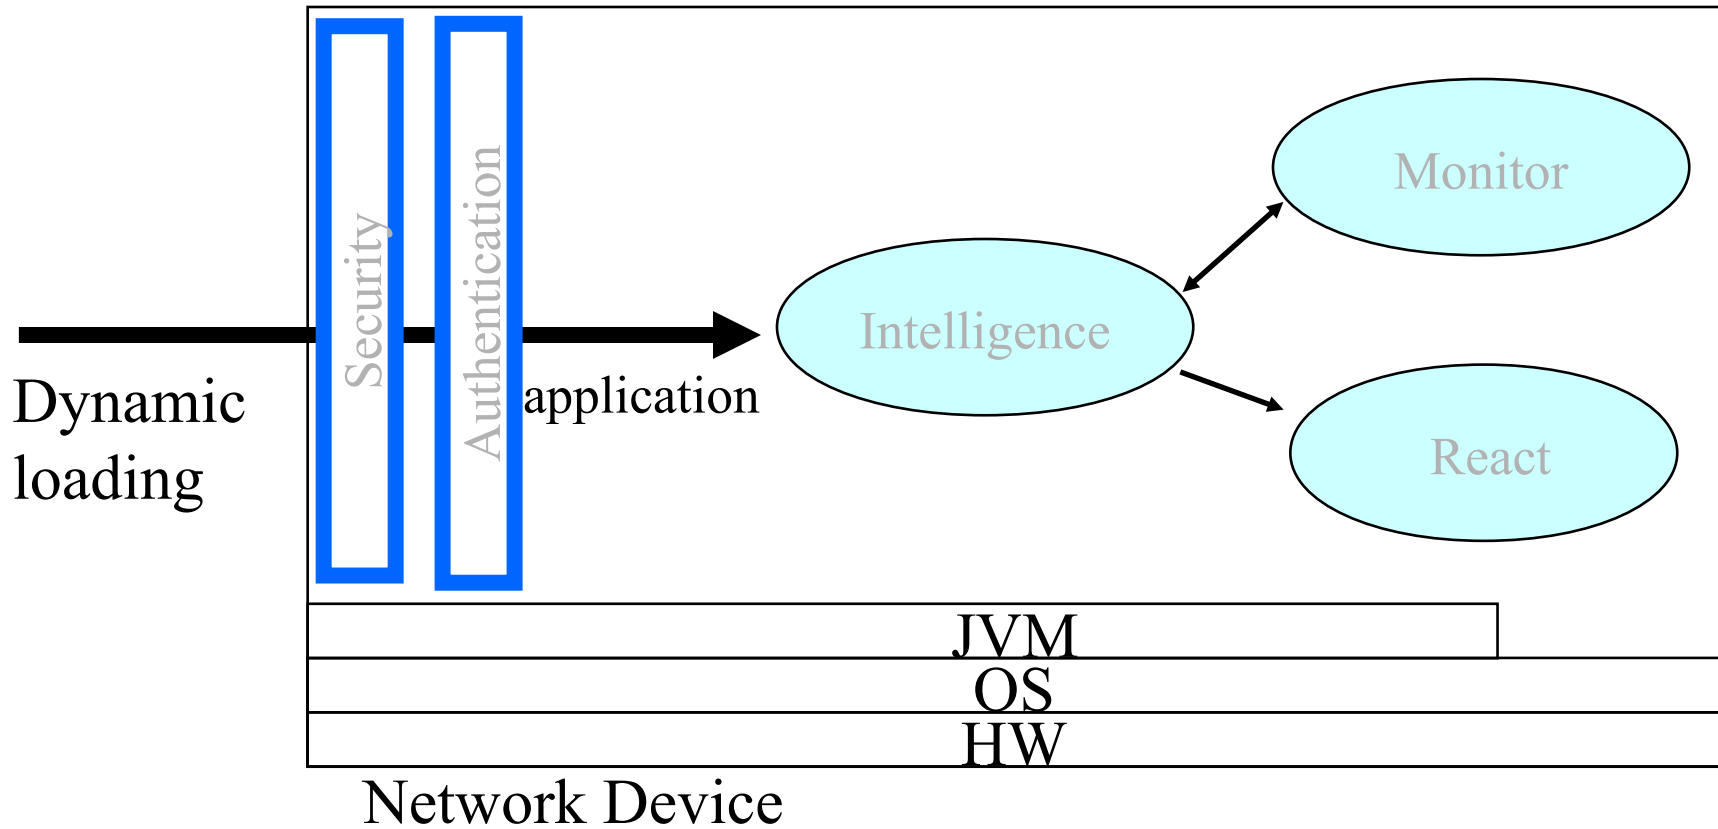 Security
Authentication
Monitor
Intelligence
Dynamic
loading
application
React
JVM
OS
HW
Network Device